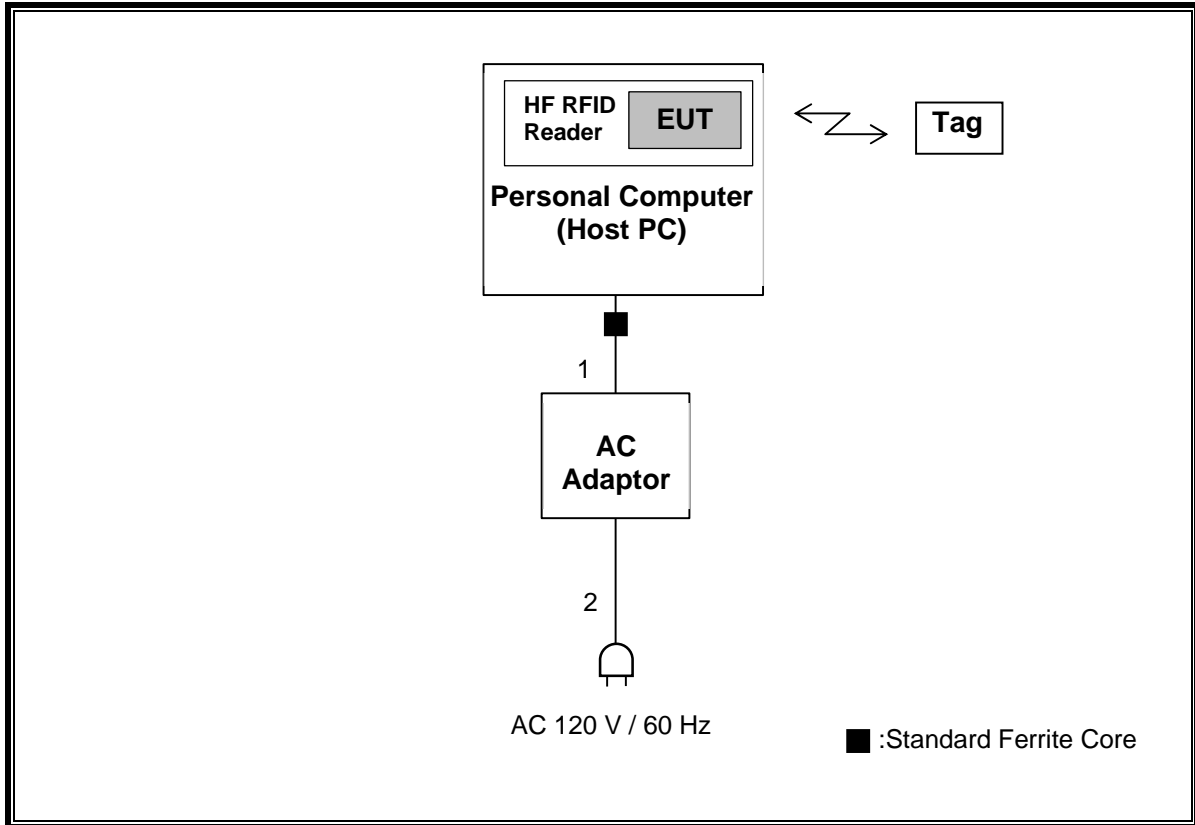 HF RFID
Reader
EUT
Tag
Personal Computer
(Host PC)
1
AC
Adaptor
2
AC 120 V / 60 Hz
:Standard Ferrite Core